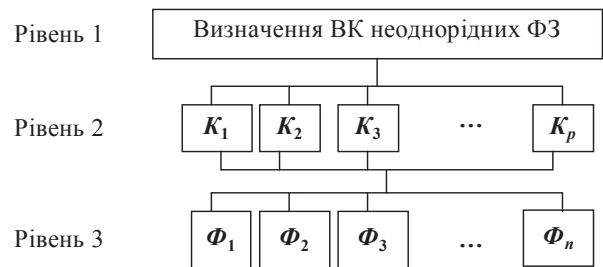 Рівень 1 Визначення ВК неоднорідних ФЗ
Рівень 2 K1 K2 K3 ... Kp
Рівень 3 Ф1 Ф2 Ф3 ... Фn